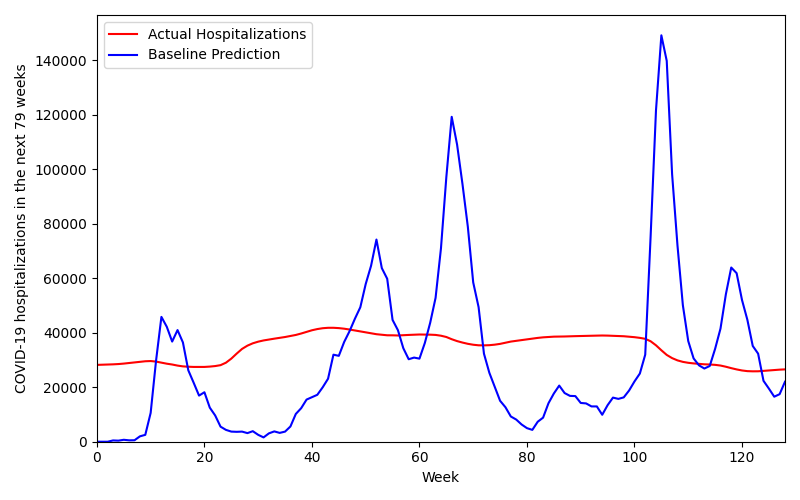 Actual Hospitalizations
Baseline Prediction
COVID-19 hospitalizations in the next 79 weeks
140000
120000
100000
80000
60000
40000
20000
0
0 20 40 60 80 100 120
Week